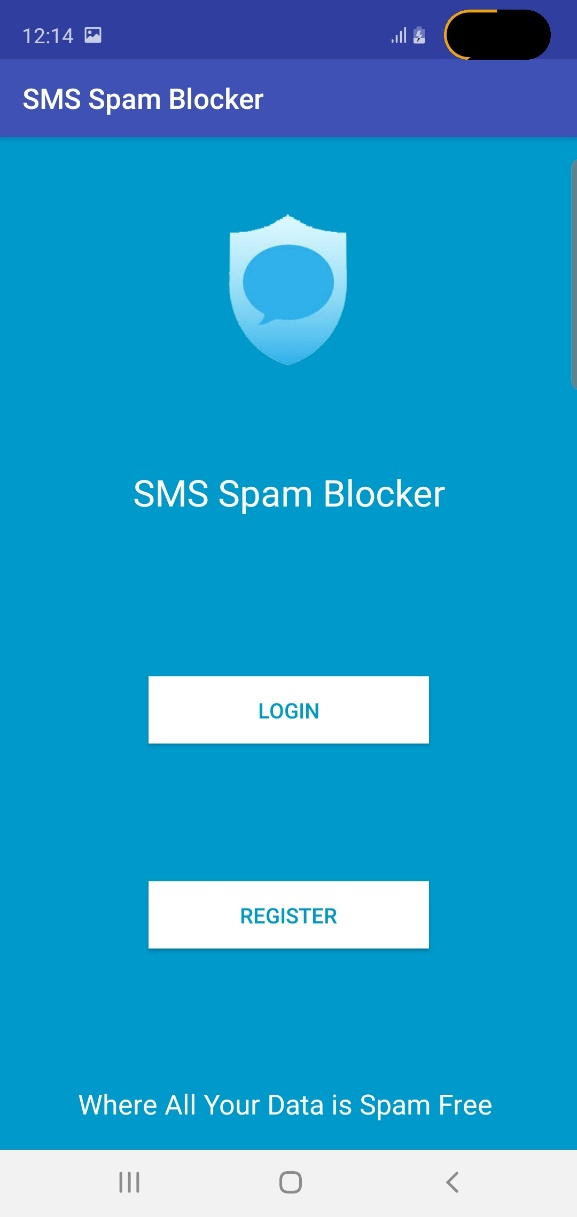 12:14
SMS Spam Blocker
SMS Spam Blocker
LOGIN
REGISTER
Where All Your Data is Spam Free